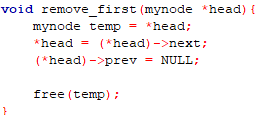 void remove_first(mynode *head){
    mynode temp = *head;
    *head = (*head)->next;
    (*head)->prev = NULL;

    free(temp);
}